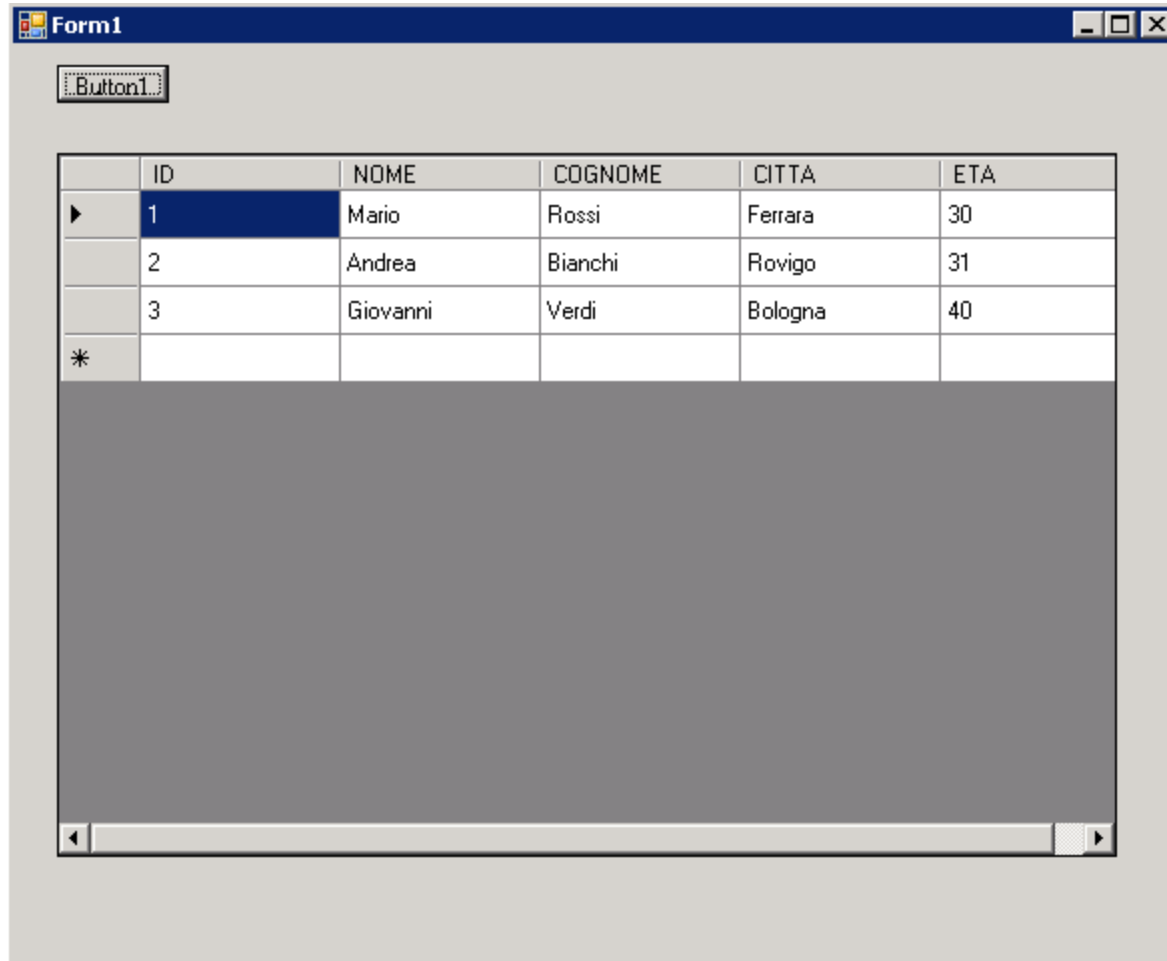 Form1
Button1
ID NOME COGNOME CITTA ETA
1 Mario Rossi Ferrara 30
2 Andrea Bianchi Rovigo 31
3 Giovanni Verdi Bologna 40